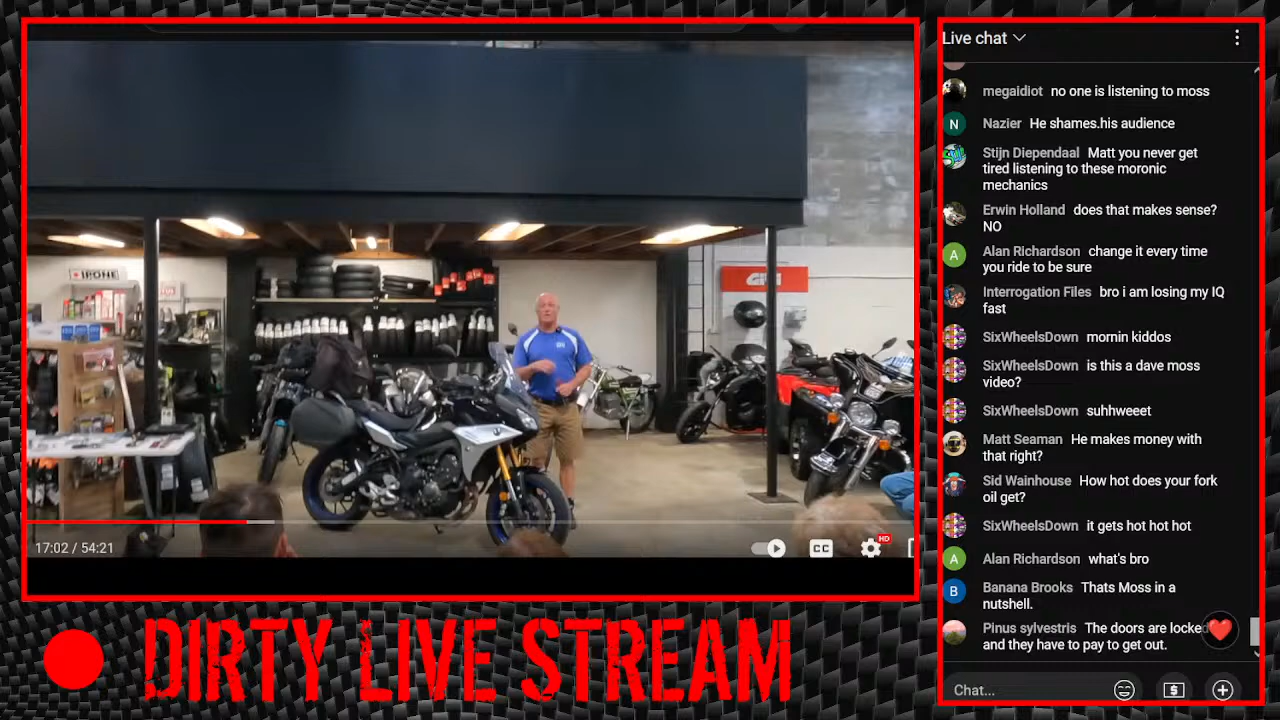 IPONE
GIVI
17:02 / 54:21
CC
HD
DIRTY LIVE STREAM
Live chat
megaidiot no one is listening to moss
N Nazier He shames.his audience
Stijn Diependaal Matt you never get
tired listening to these moronic
mechanics
Erwin Holland does that makes sense?
NO
A Alan Richardson change it every time
you ride to be sure
Interrogation Files bro i am losing my IQ
fast
SixWheelsDown mornin kiddos
SixWheelsDown is this a dave moss
video?
SixWheelsDown suhhweeet
Matt Seaman He makes money with
that right?
Sid Wainhouse How hot does your fork
oil get?
SixWheelsDown it gets hot hot hot
A Alan Richardson what's bro
B Banana Brooks Thats Moss in a
nutshell.
Pinus sylvestris The doors are locked
and they have to pay to get out.
Chat...
$